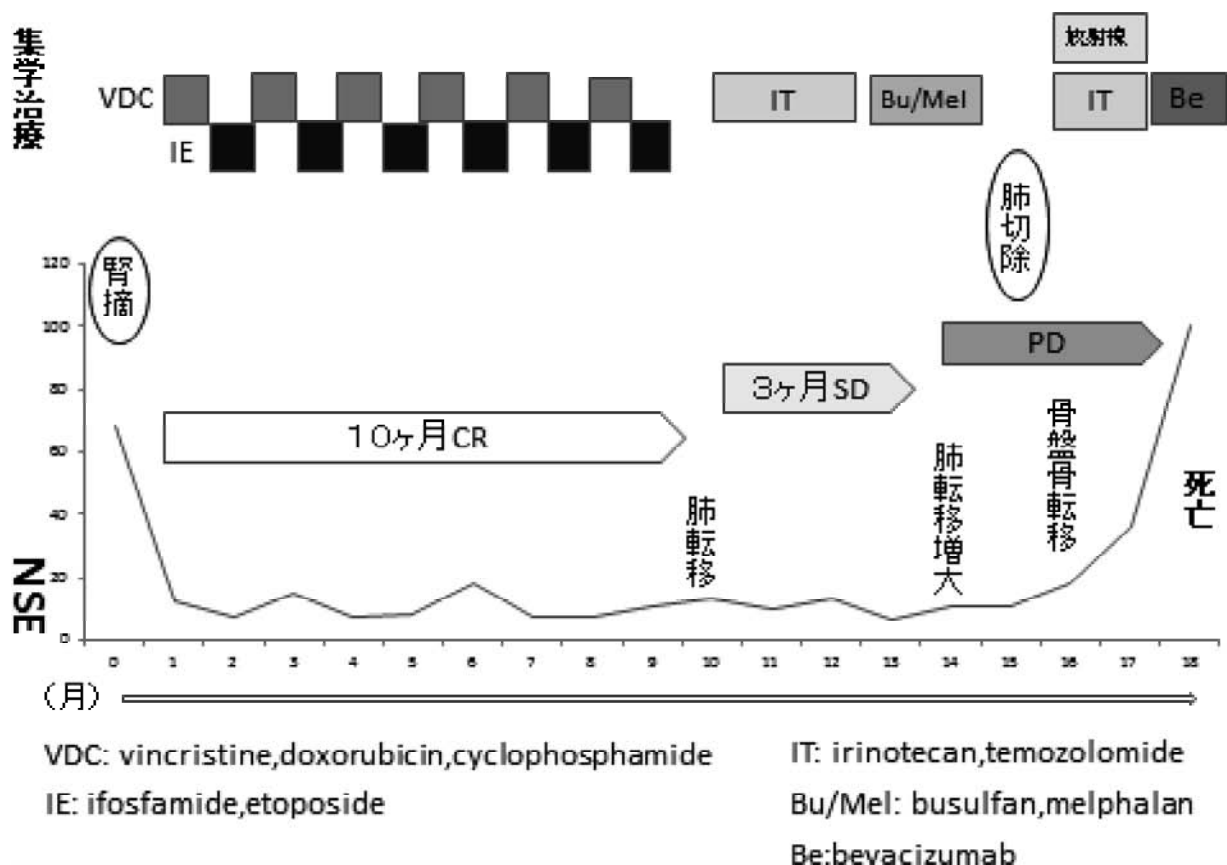 集学治療
放射線
VDC
IT
Bu/Mel
IT
Be
IE
腎摘
肺切除
120
100
80
60
40
20
0
PD
3ヶ月SD
10ヶ月CR
肺転移
肺転移増大
骨盤骨転移
死亡
NSE
0 1 2 3 4 5 6 7 8 9 10 11 12 13 14 15 16 17 18
(月)
VDC: vincristine,doxorubicin,cyclophosphamide
IE: ifosfamide,etoposide
IT: irinotecan,temozolomide
Bu/Mel: busulfan,melphalan
Be:bevacizumab